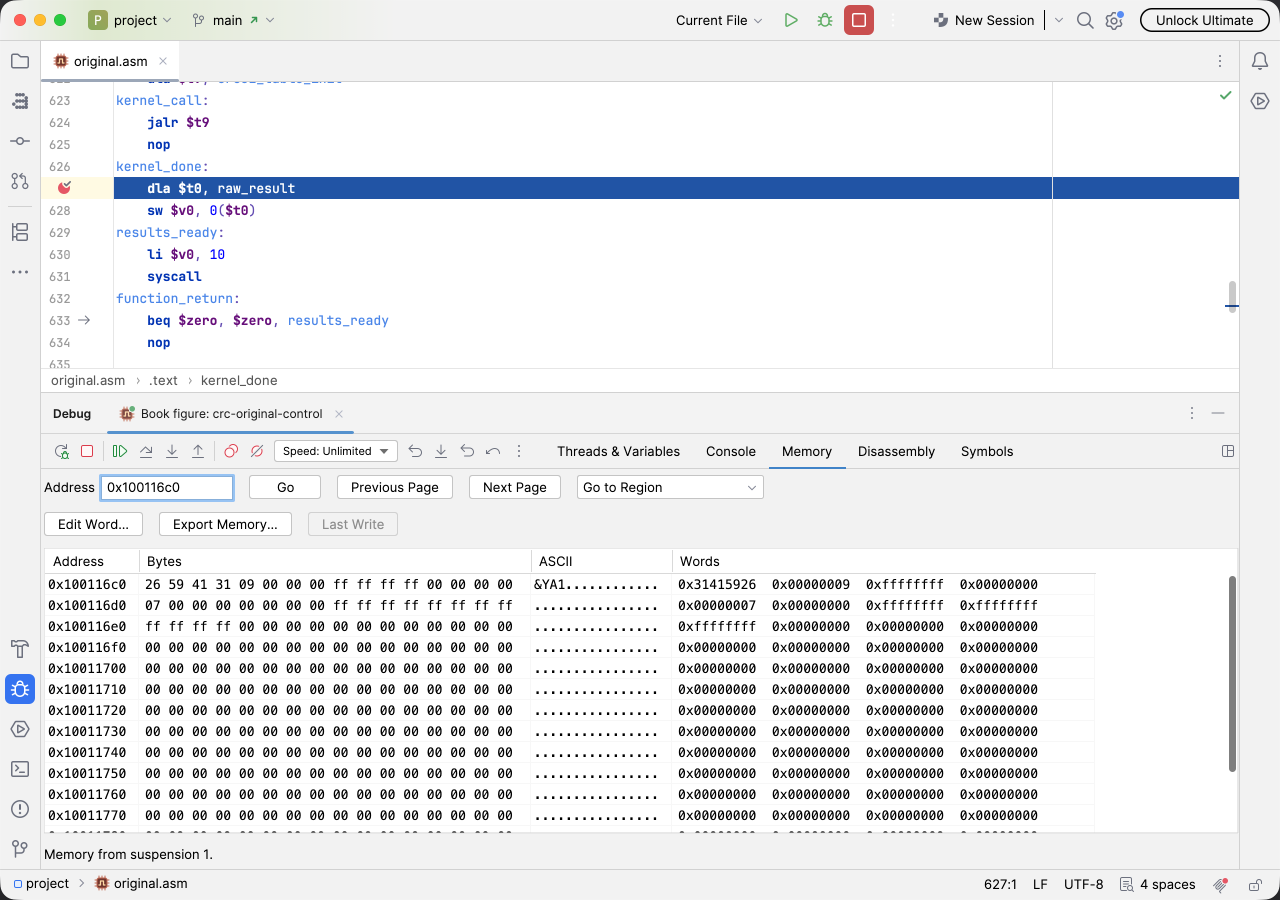 P project main Current File New Session Unlock Ultimate
original.asm
623 kernel_call:
624 jalr $t9
625 nop
626 kernel_done:
dla $t0, raw_result
628 sw $v0, 0($t0)
629 results_ready:
630 li $v0, 10
631 syscall
632 function_return:
633 beq $zero, $zero, results_ready
634 nop
635
original.asm › .text › kernel_done
Debug Book figure: crc-original-control
Speed: Unlimited Threads & Variables Console Memory Disassembly Symbols
Address 0x100116c0 Go Previous Page Next Page Go to Region
Edit Word... Export Memory... Last Write
Address Bytes ASCII Words
0x100116c0 26 59 41 31 09 00 00 00 ff ff ff ff 00 00 00 00 &YA1............ 0x31415926 0x00000009 0xffffffff 0x00000000
0x100116d0 07 00 00 00 00 00 00 00 ff ff ff ff ff ff ff ff ................ 0x00000007 0x00000000 0xffffffff 0xffffffff
0x100116e0 ff ff ff ff 00 00 00 00 00 00 00 00 00 00 00 00 ................ 0xffffffff 0x00000000 0x00000000 0x00000000
0x100116f0 00 00 00 00 00 00 00 00 00 00 00 00 00 00 00 00 ................ 0x00000000 0x00000000 0x00000000 0x00000000
0x10011700 00 00 00 00 00 00 00 00 00 00 00 00 00 00 00 00 ................ 0x00000000 0x00000000 0x00000000 0x00000000
0x10011710 00 00 00 00 00 00 00 00 00 00 00 00 00 00 00 00 ................ 0x00000000 0x00000000 0x00000000 0x00000000
0x10011720 00 00 00 00 00 00 00 00 00 00 00 00 00 00 00 00 ................ 0x00000000 0x00000000 0x00000000 0x00000000
0x10011730 00 00 00 00 00 00 00 00 00 00 00 00 00 00 00 00 ................ 0x00000000 0x00000000 0x00000000 0x00000000
0x10011740 00 00 00 00 00 00 00 00 00 00 00 00 00 00 00 00 ................ 0x00000000 0x00000000 0x00000000 0x00000000
0x10011750 00 00 00 00 00 00 00 00 00 00 00 00 00 00 00 00 ................ 0x00000000 0x00000000 0x00000000 0x00000000
0x10011760 00 00 00 00 00 00 00 00 00 00 00 00 00 00 00 00 ................ 0x00000000 0x00000000 0x00000000 0x00000000
0x10011770 00 00 00 00 00 00 00 00 00 00 00 00 00 00 00 00 ................ 0x00000000 0x00000000 0x00000000 0x00000000
Memory from suspension 1.
project › original.asm 627:1 LF UTF-8 4 spaces